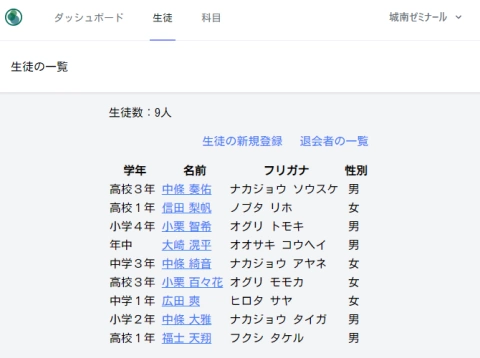 ダッシュボード 生徒 科目 城南ゼミナール
生徒の一覧
生徒数：9人
生徒の新規登録 退会者の一覧
学年 名前 フリガナ 性別
高校３年 中條 奏佑 ナカジョウ ソウスケ 男
高校１年 信田 梨帆 ノブタ リホ 女
小学４年 小栗 智希 オグリ トモキ 男
年中 大崎 滉平 オオサキ コウヘイ 男
中学３年 中條 綺音 ナカジョウ アヤネ 女
高校３年 小栗 百々花 オグリ モモカ 女
中学１年 広田 爽 ヒロタ サヤ 女
小学２年 中條 大雅 ナカジョウ タイガ 男
高校１年 福士 天翔 フクシ タケル 男